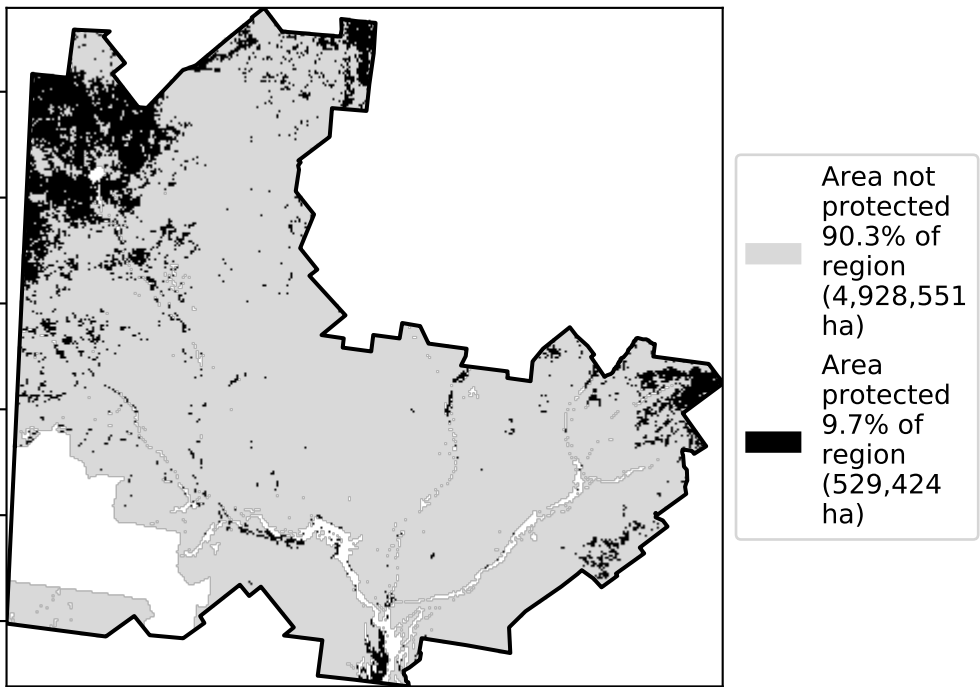 Area not
protected
90.3% of
region
(4,928,551
ha)
Area
protected
9.7% of
region
(529,424
ha)